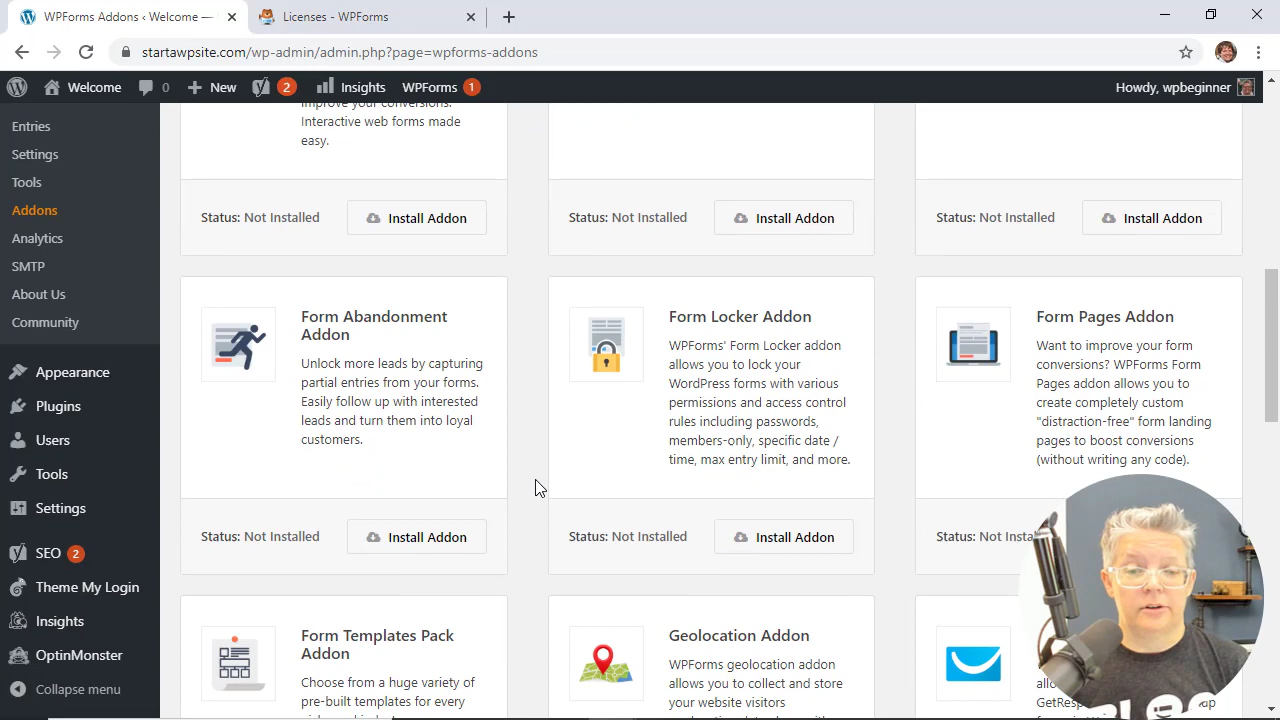 WPForms Addons ‹ Welcome —
Licenses - WPForms
startawpsite.com/wp-admin/admin.php?page=wpforms-addons
Welcome
0
New
2
Insights
WPForms 1
Howdy, wpbeginner
Entries
Settings
Tools
Addons
Analytics
SMTP
About Us
Community
Appearance
Plugins
Users
Tools
Settings
SEO 2
Theme My Login
Insights
OptinMonster
Collapse menu
improve your conversions.
Interactive web forms made
easy.
Status: Not Installed
Install Addon
Status: Not Installed
Install Addon
Status: Not Installed
Install Addon
Form Abandonment
Addon
Unlock more leads by capturing
partial entries from your forms.
Easily follow up with interested
leads and turn them into loyal
customers.
Status: Not Installed
Install Addon
Form Locker Addon
WPForms' Form Locker addon
allows you to lock your
WordPress forms with various
permissions and access control
rules including passwords,
members-only, specific date /
time, max entry limit, and more.
Status: Not Installed
Install Addon
Form Pages Addon
Want to improve your form
conversions? WPForms Form
Pages addon allows you to
create completely custom
"distraction-free" form landing
pages to boost conversions
(without writing any code).
Status: Not
Form Templates Pack
Addon
Choose from a huge variety of
pre-built templates for every
Geolocation Addon
WPForms geolocation addon
allows you to collect and store
your website visitors